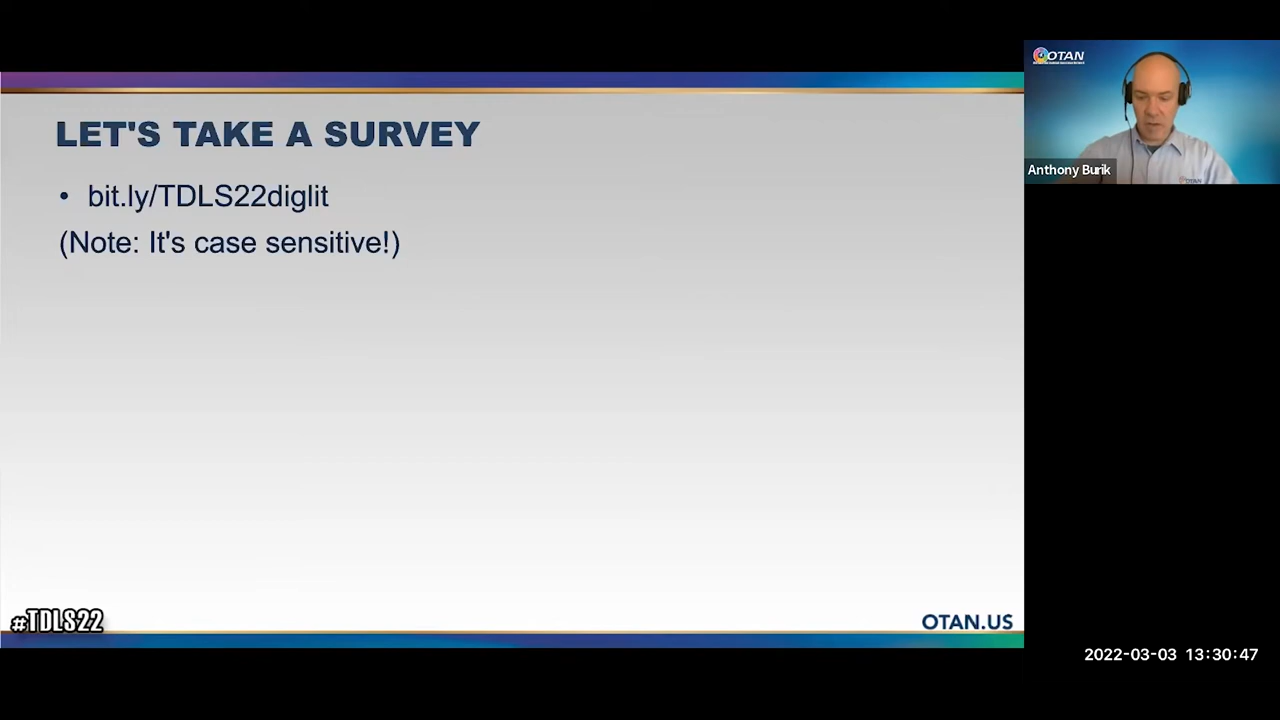 LET'S TAKE A SURVEY
• bit.ly/TDLS22diglit
(Note: It's case sensitive!)
#TDLS22
OTAN.US
OTAN
Anthony Burik
OTAN
2022-03-03 13:30:47